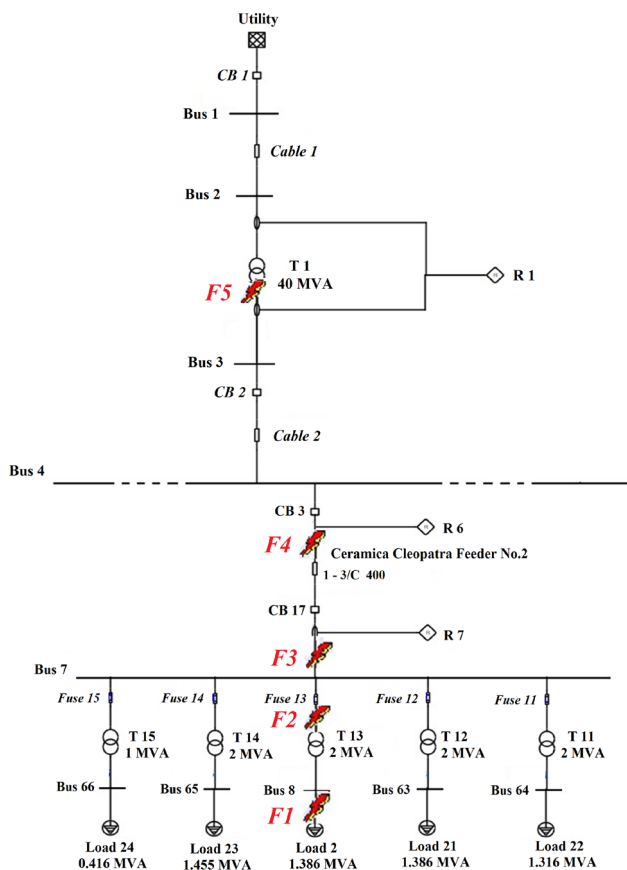 Utility
CB 1
Bus 1
Cable 1
Bus 2
T 1
40 MVA
R 1
F5
Bus 3
CB 2
Cable 2
Bus 4
CB 3
R 6
F4
Ceramica Cleopatra Feeder No.2
1 - 3/C 400
CB 17
R 7
F3
Bus 7
Fuse 15 Fuse 14 Fuse 13 Fuse 12 Fuse 11
F2
T 15 T 14 T 13 T 12 T 11
1 MVA 2 MVA 2 MVA 2 MVA 2 MVA
Bus 66 Bus 65 Bus 8 Bus 63 Bus 64
F1
Load 24 Load 23 Load 2 Load 21 Load 22
0.416 MVA 1.455 MVA 1.386 MVA 1.386 MVA 1.316 MVA